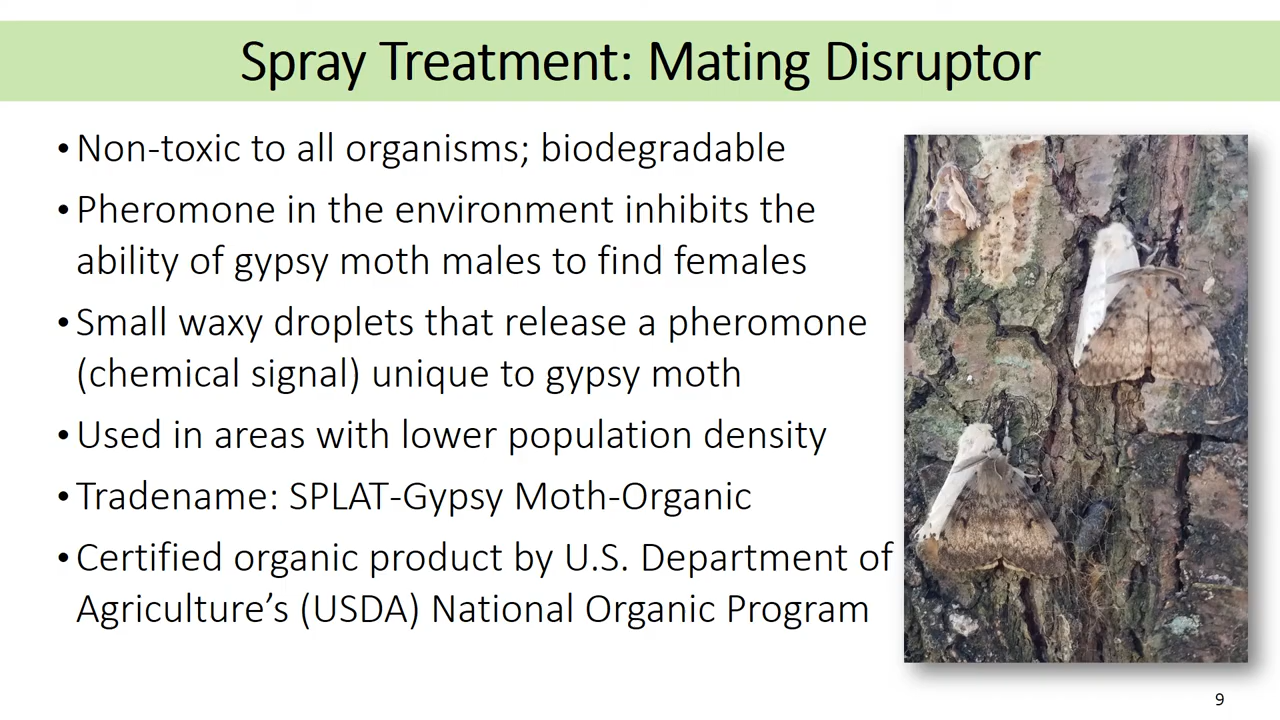 Spray Treatment: Mating Disruptor
• Non-toxic to all organisms; biodegradable
• Pheromone in the environment inhibits the
ability of gypsy moth males to find females
• Small waxy droplets that release a pheromone
(chemical signal) unique to gypsy moth
• Used in areas with lower population density
• Tradename: SPLAT-Gypsy Moth-Organic
• Certified organic product by U.S. Department of
Agriculture’s (USDA) National Organic Program
9